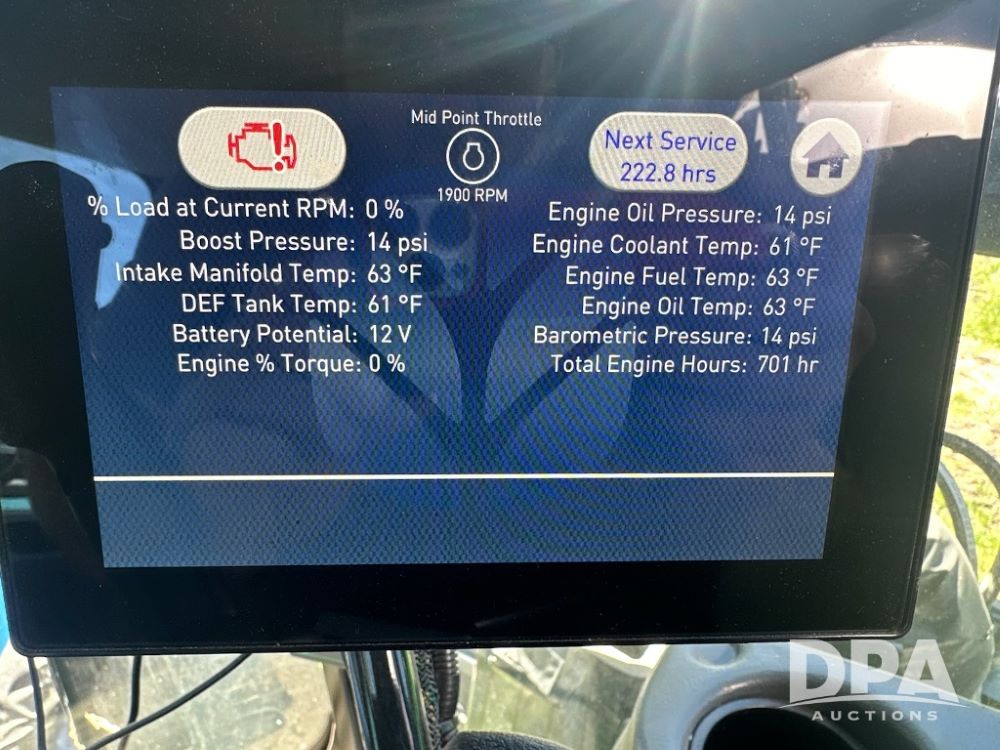 Mid Point Throttle
1900 RPM
Next Service
222.8 hrs
% Load at Current RPM: 0 %
Boost Pressure: 14 psi
Intake Manifold Temp: 63 °F
DEF Tank Temp: 61 °F
Battery Potential: 12 V
Engine % Torque: 0 %
Engine Oil Pressure: 14 psi
Engine Coolant Temp: 61 °F
Engine Fuel Temp: 63 °F
Engine Oil Temp: 63 °F
Barometric Pressure: 14 psi
Total Engine Hours: 701 hr
DPA
AUCTIONS